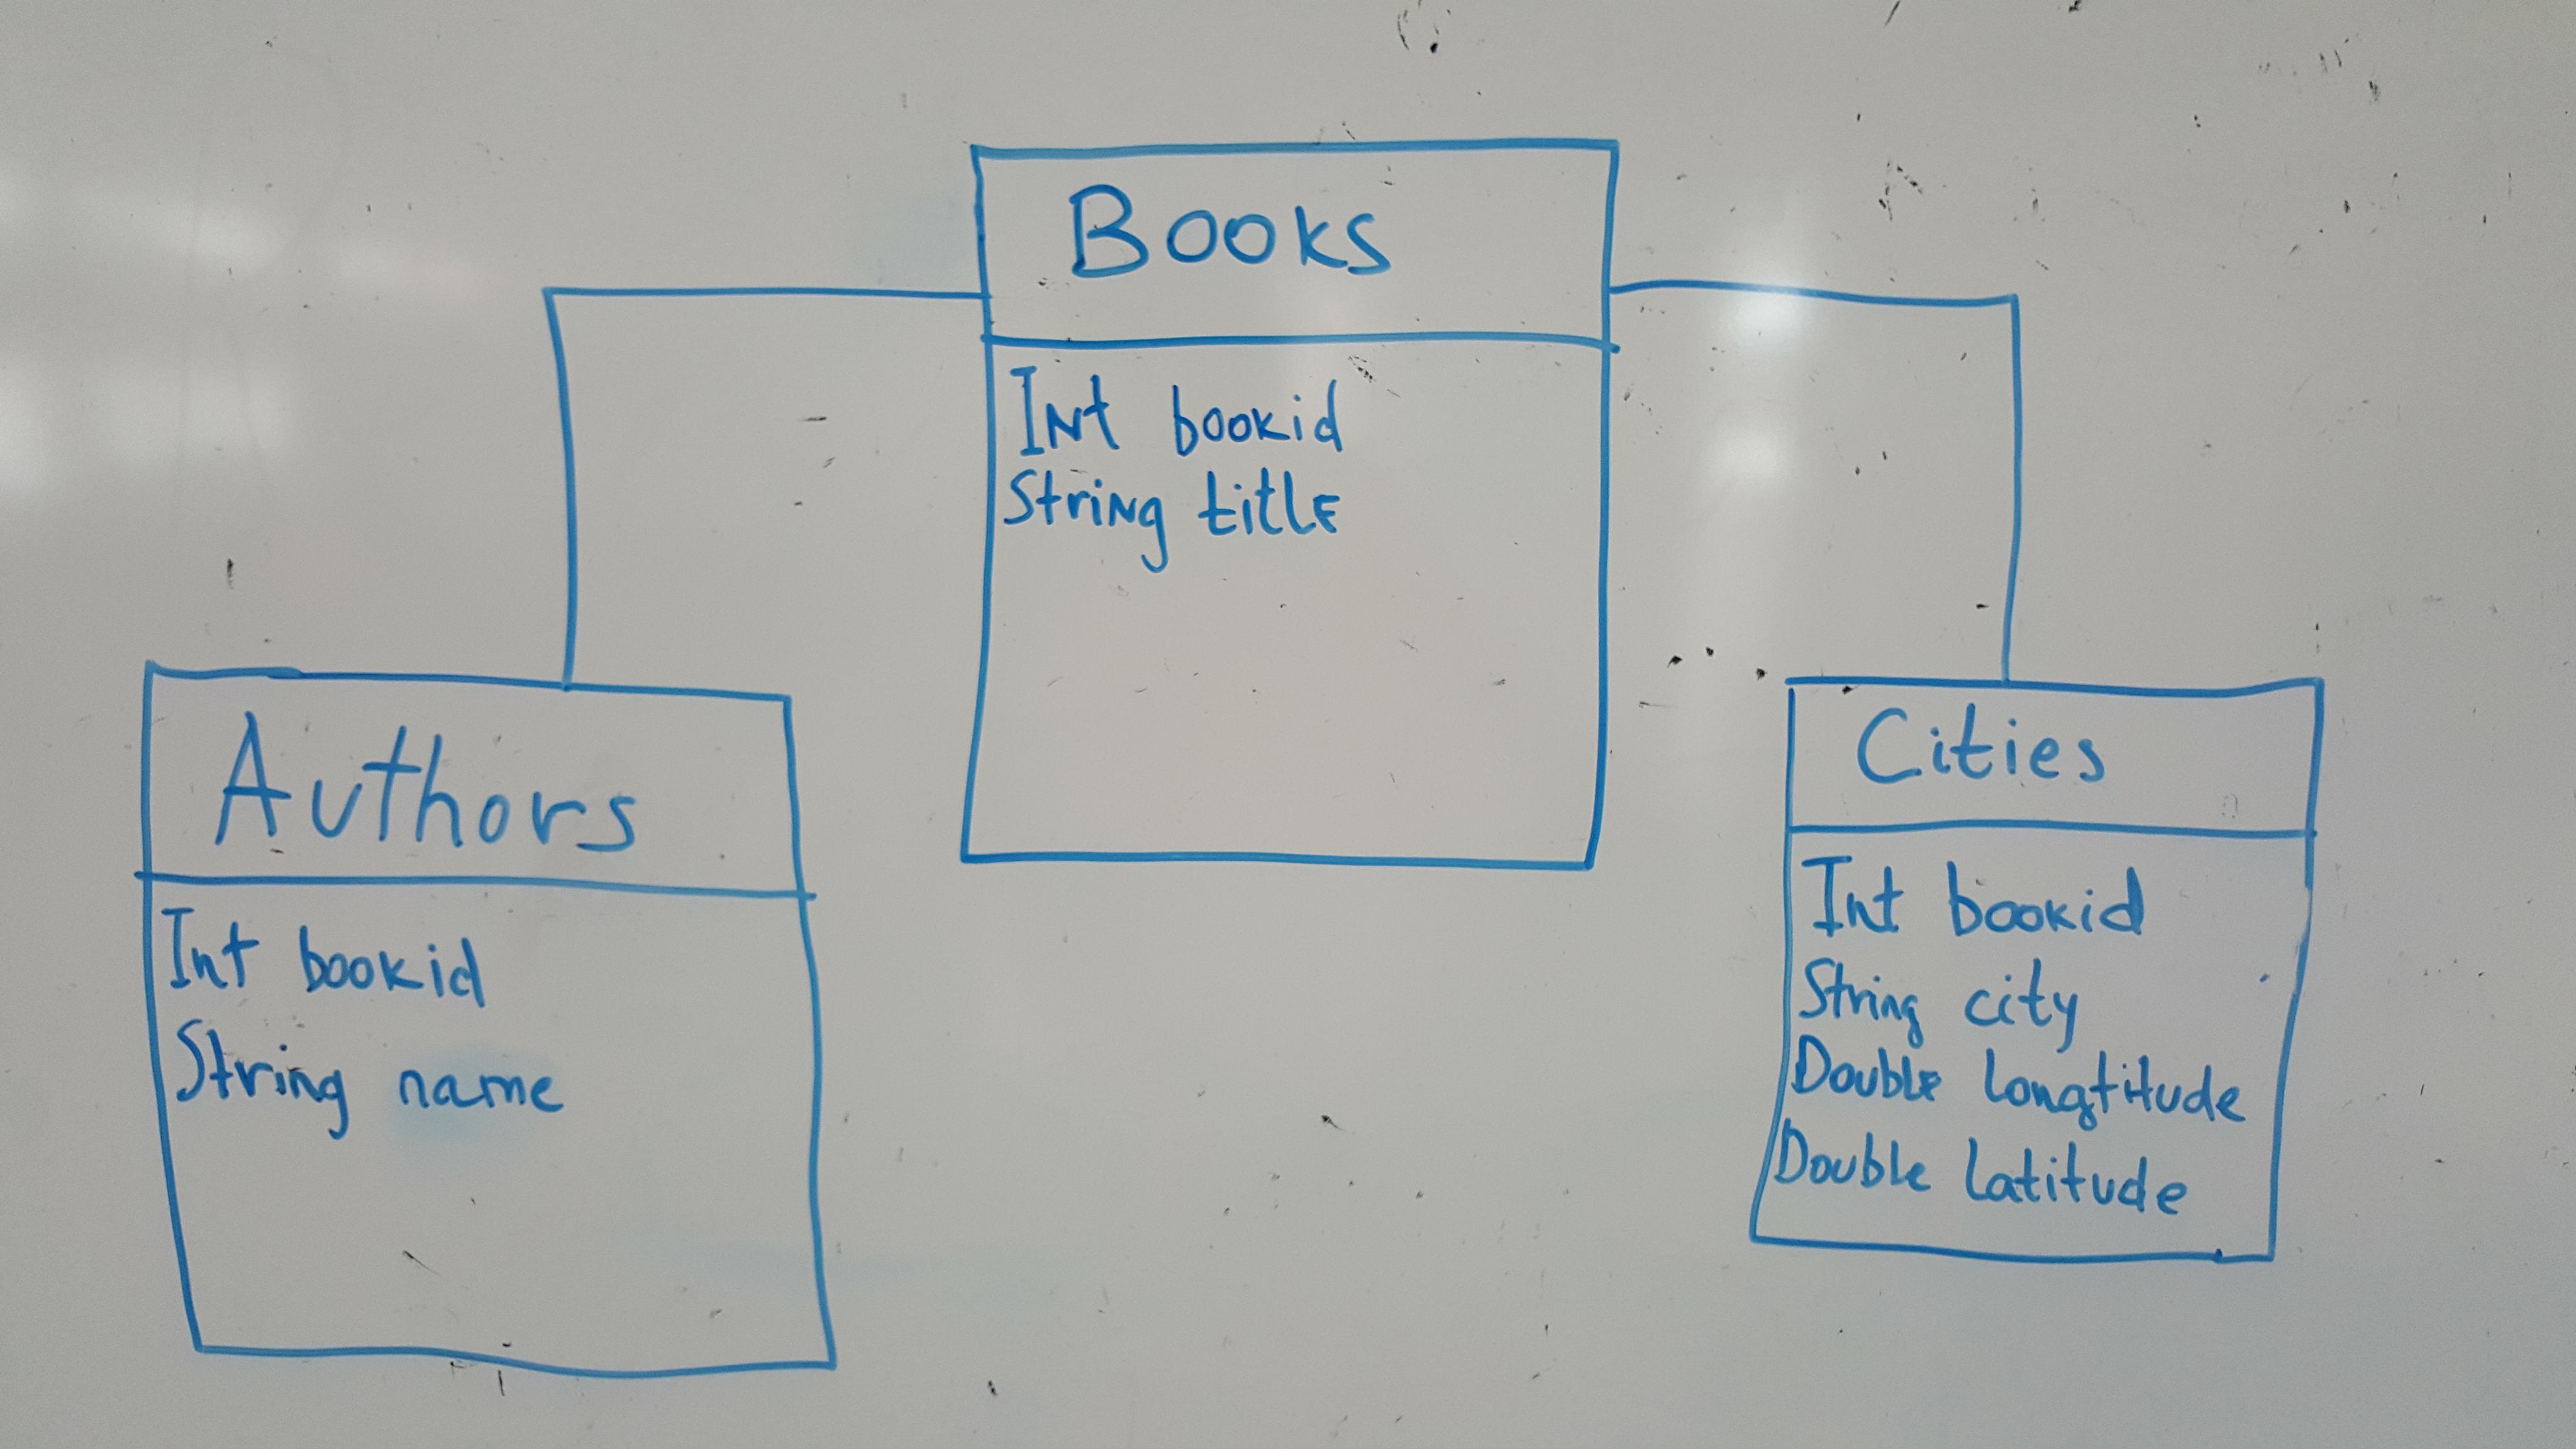 Books
Int bookid
String title
Authors
Int bookid
String name
Cities
Int bookid
String city
Double longtitude
Double latitude